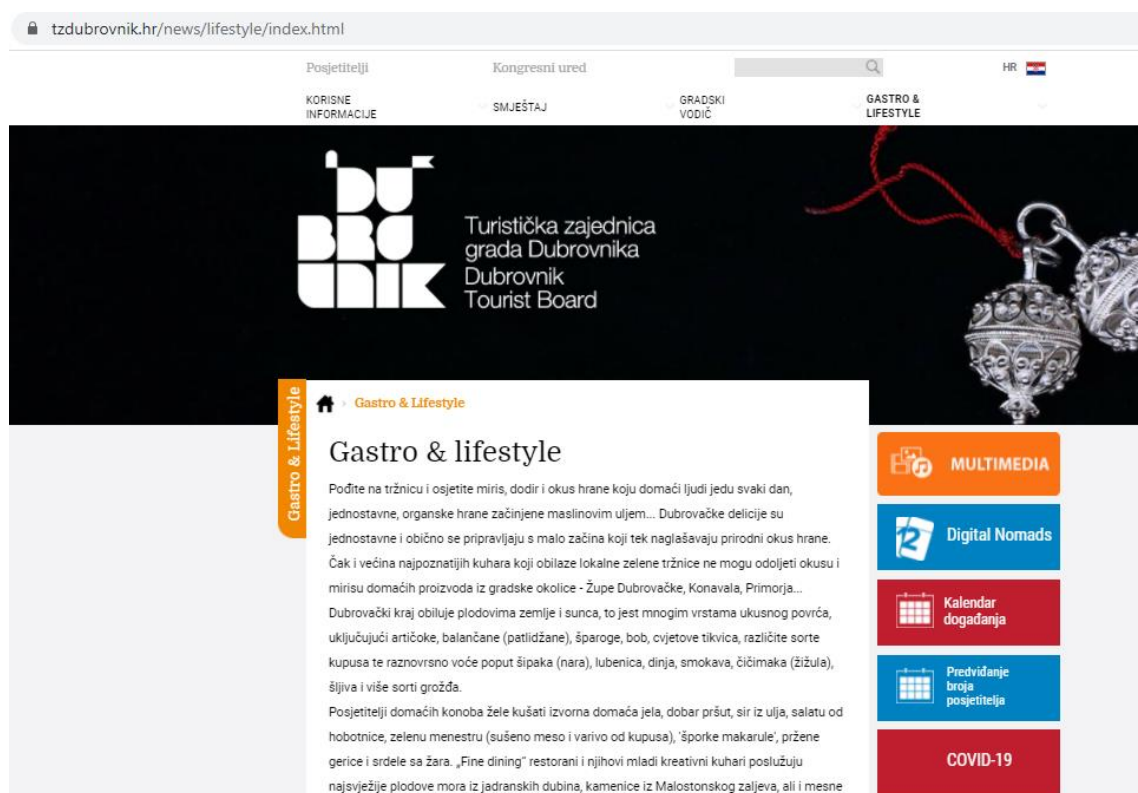 tzdubrovnik.hr/news/lifestyle/index.html
Posjetitelji
Kongresni ured
HR
KORISNE
INFORMACIJE
SMJEŠTAJ
GRADSKI
VODIČ
GASTRO &
LIFESTYLE
DUBROVNIK
Turistička zajednica
grada Dubrovnika
Dubrovnik
Tourist Board
Gastro & Lifestyle
Gastro & Lifestyle
Gastro & lifestyle
Pođite na tržnicu i osjetite miris, dodir i okus hrane koju domaći ljudi jedu svaki dan,
jednostavne, organske hrane začinjene maslinovim uljem... Dubrovačke delicije su
jednostavne i obično se pripravljaju s malo začina koji tek naglašavaju prirodni okus hrane.
Čak i većina najpoznatijih kuhara koji obilaze lokalne zelene tržnice ne mogu odoljeti okusu i
mirisu domaćih proizvoda iz gradske okolice - Župe Dubrovačke, Konavala, Primorja...
Dubrovački kraj obiluje plodovima zemlje i sunca, to jest mnogim vrstama ukusnog povrća,
uključujući artičoke, balančane (patlidžane), šparoge, bob, cvjetove tikvica, različite sorte
kupusa te raznovrsno voće poput šipaka (nara), lubenica, dinja, smokava, čičimaka (žižula),
šljiva i više sorti grožđa.
Posjetitelji domaćih konoba žele kušati izvorna domaća jela, dobar pršut, sir iz ulja, salatu od
hobotnice, zelenu menestru (sušeno meso i varivo od kupusa), 'šporke makarule', pržene
gerice i srdele sa žara. „Fine dining" restorani i njihovi mladi kreativni kuhari poslužuju
najsvježije plodove mora iz jadranskih dubina, kamenice iz Malostonskog zaljeva, ali i mesne
MULTIMEDIA
Digital Nomads
Kalendar
događanja
Predviđanje
broja
posjetitelja
COVID-19